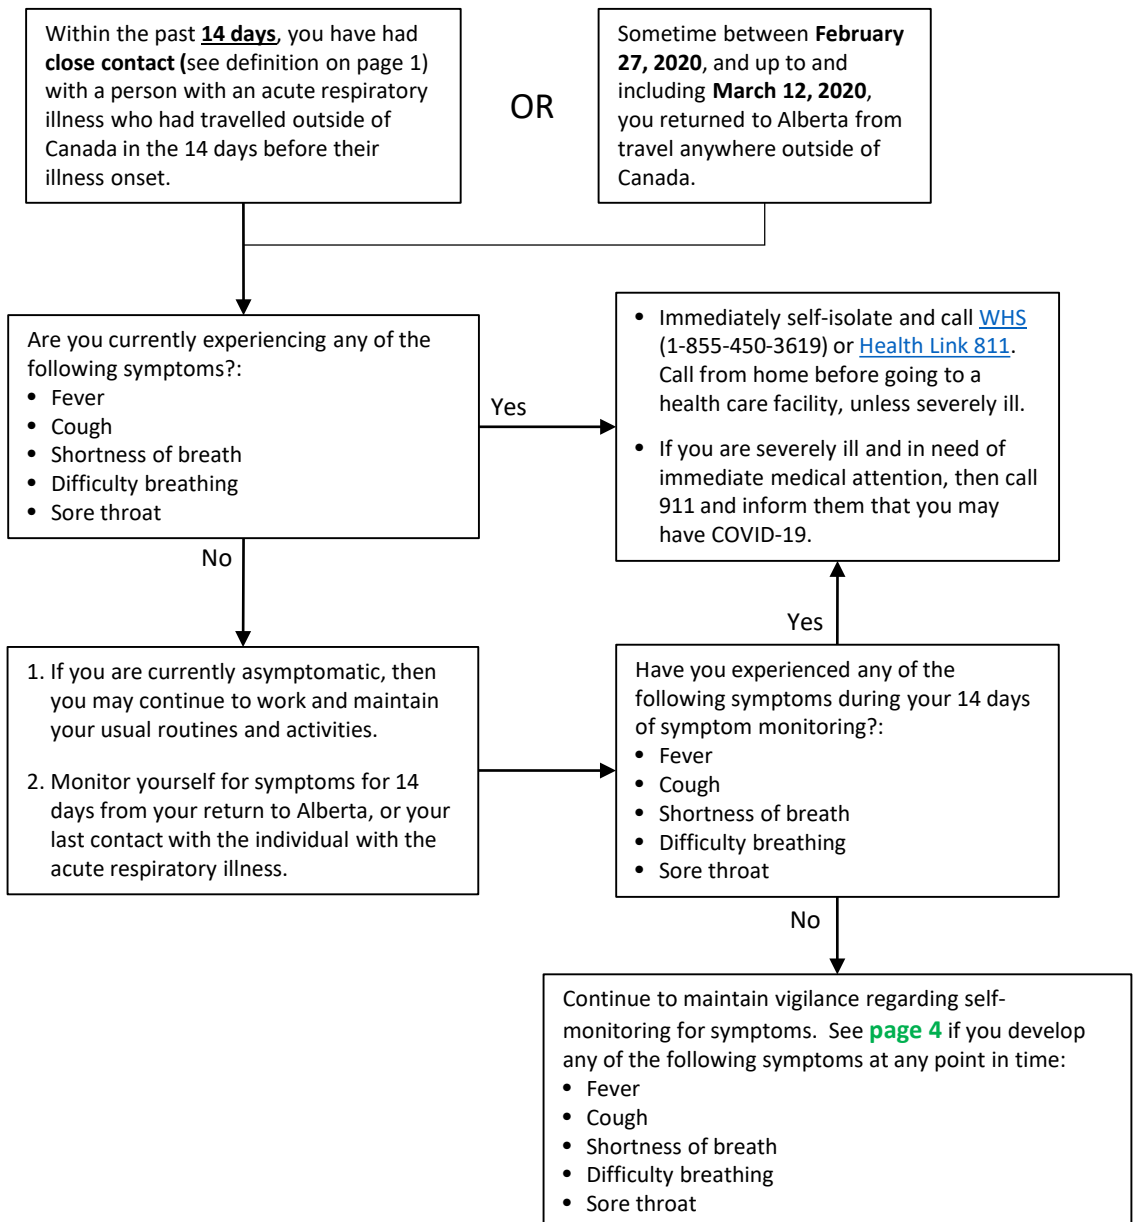 Within the past 14 days, you have had
close contact (see definition on page 1)
with a person with an acute respiratory
illness who had travelled outside of
Canada in the 14 days before their
illness onset.
OR
Sometime between February
27, 2020, and up to and
including March 12, 2020,
you returned to Alberta from
travel anywhere outside of
Canada.
Are you currently experiencing any of the
following symptoms?:
• Fever
• Cough
• Shortness of breath
• Difficulty breathing
• Sore throat
Yes
• Immediately self-isolate and call WHS
(1-855-450-3619) or Health Link 811.
Call from home before going to a
health care facility, unless severely ill.
• If you are severely ill and in need of
immediate medical attention, then call
911 and inform them that you may
have COVID-19.
No
Yes
1. If you are currently asymptomatic, then
you may continue to work and maintain
your usual routines and activities.
2. Monitor yourself for symptoms for 14
days from your return to Alberta, or your
last contact with the individual with the
acute respiratory illness.
Have you experienced any of the
following symptoms during your 14 days
of symptom monitoring?:
• Fever
• Cough
• Shortness of breath
• Difficulty breathing
• Sore throat
No
Continue to maintain vigilance regarding self-
monitoring for symptoms.  See page 4 if you develop
any of the following symptoms at any point in time:
• Fever
• Cough
• Shortness of breath
• Difficulty breathing
• Sore throat